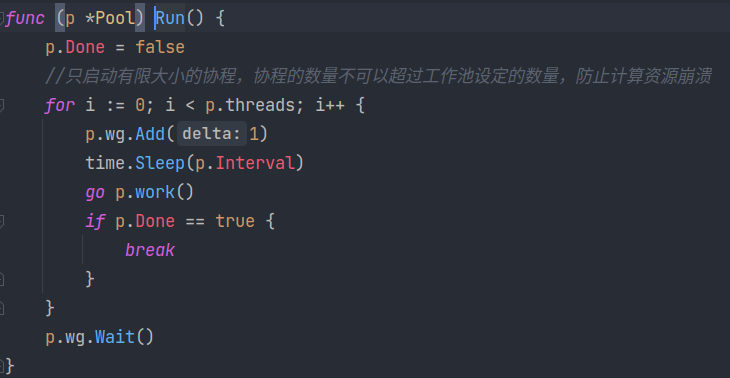 func (p *Pool) Run() {
p.Done = false
//只启动有限大小的协程，协程的数量不可以超过工作池设定的数量，防止计算资源崩溃
for i := 0; i < p.threads; i++ {
p.wg.Add( delta: 1)
time.Sleep(p.Interval)
go p.work()
if p.Done == true {
break
}
}
p.wg.Wait()
}